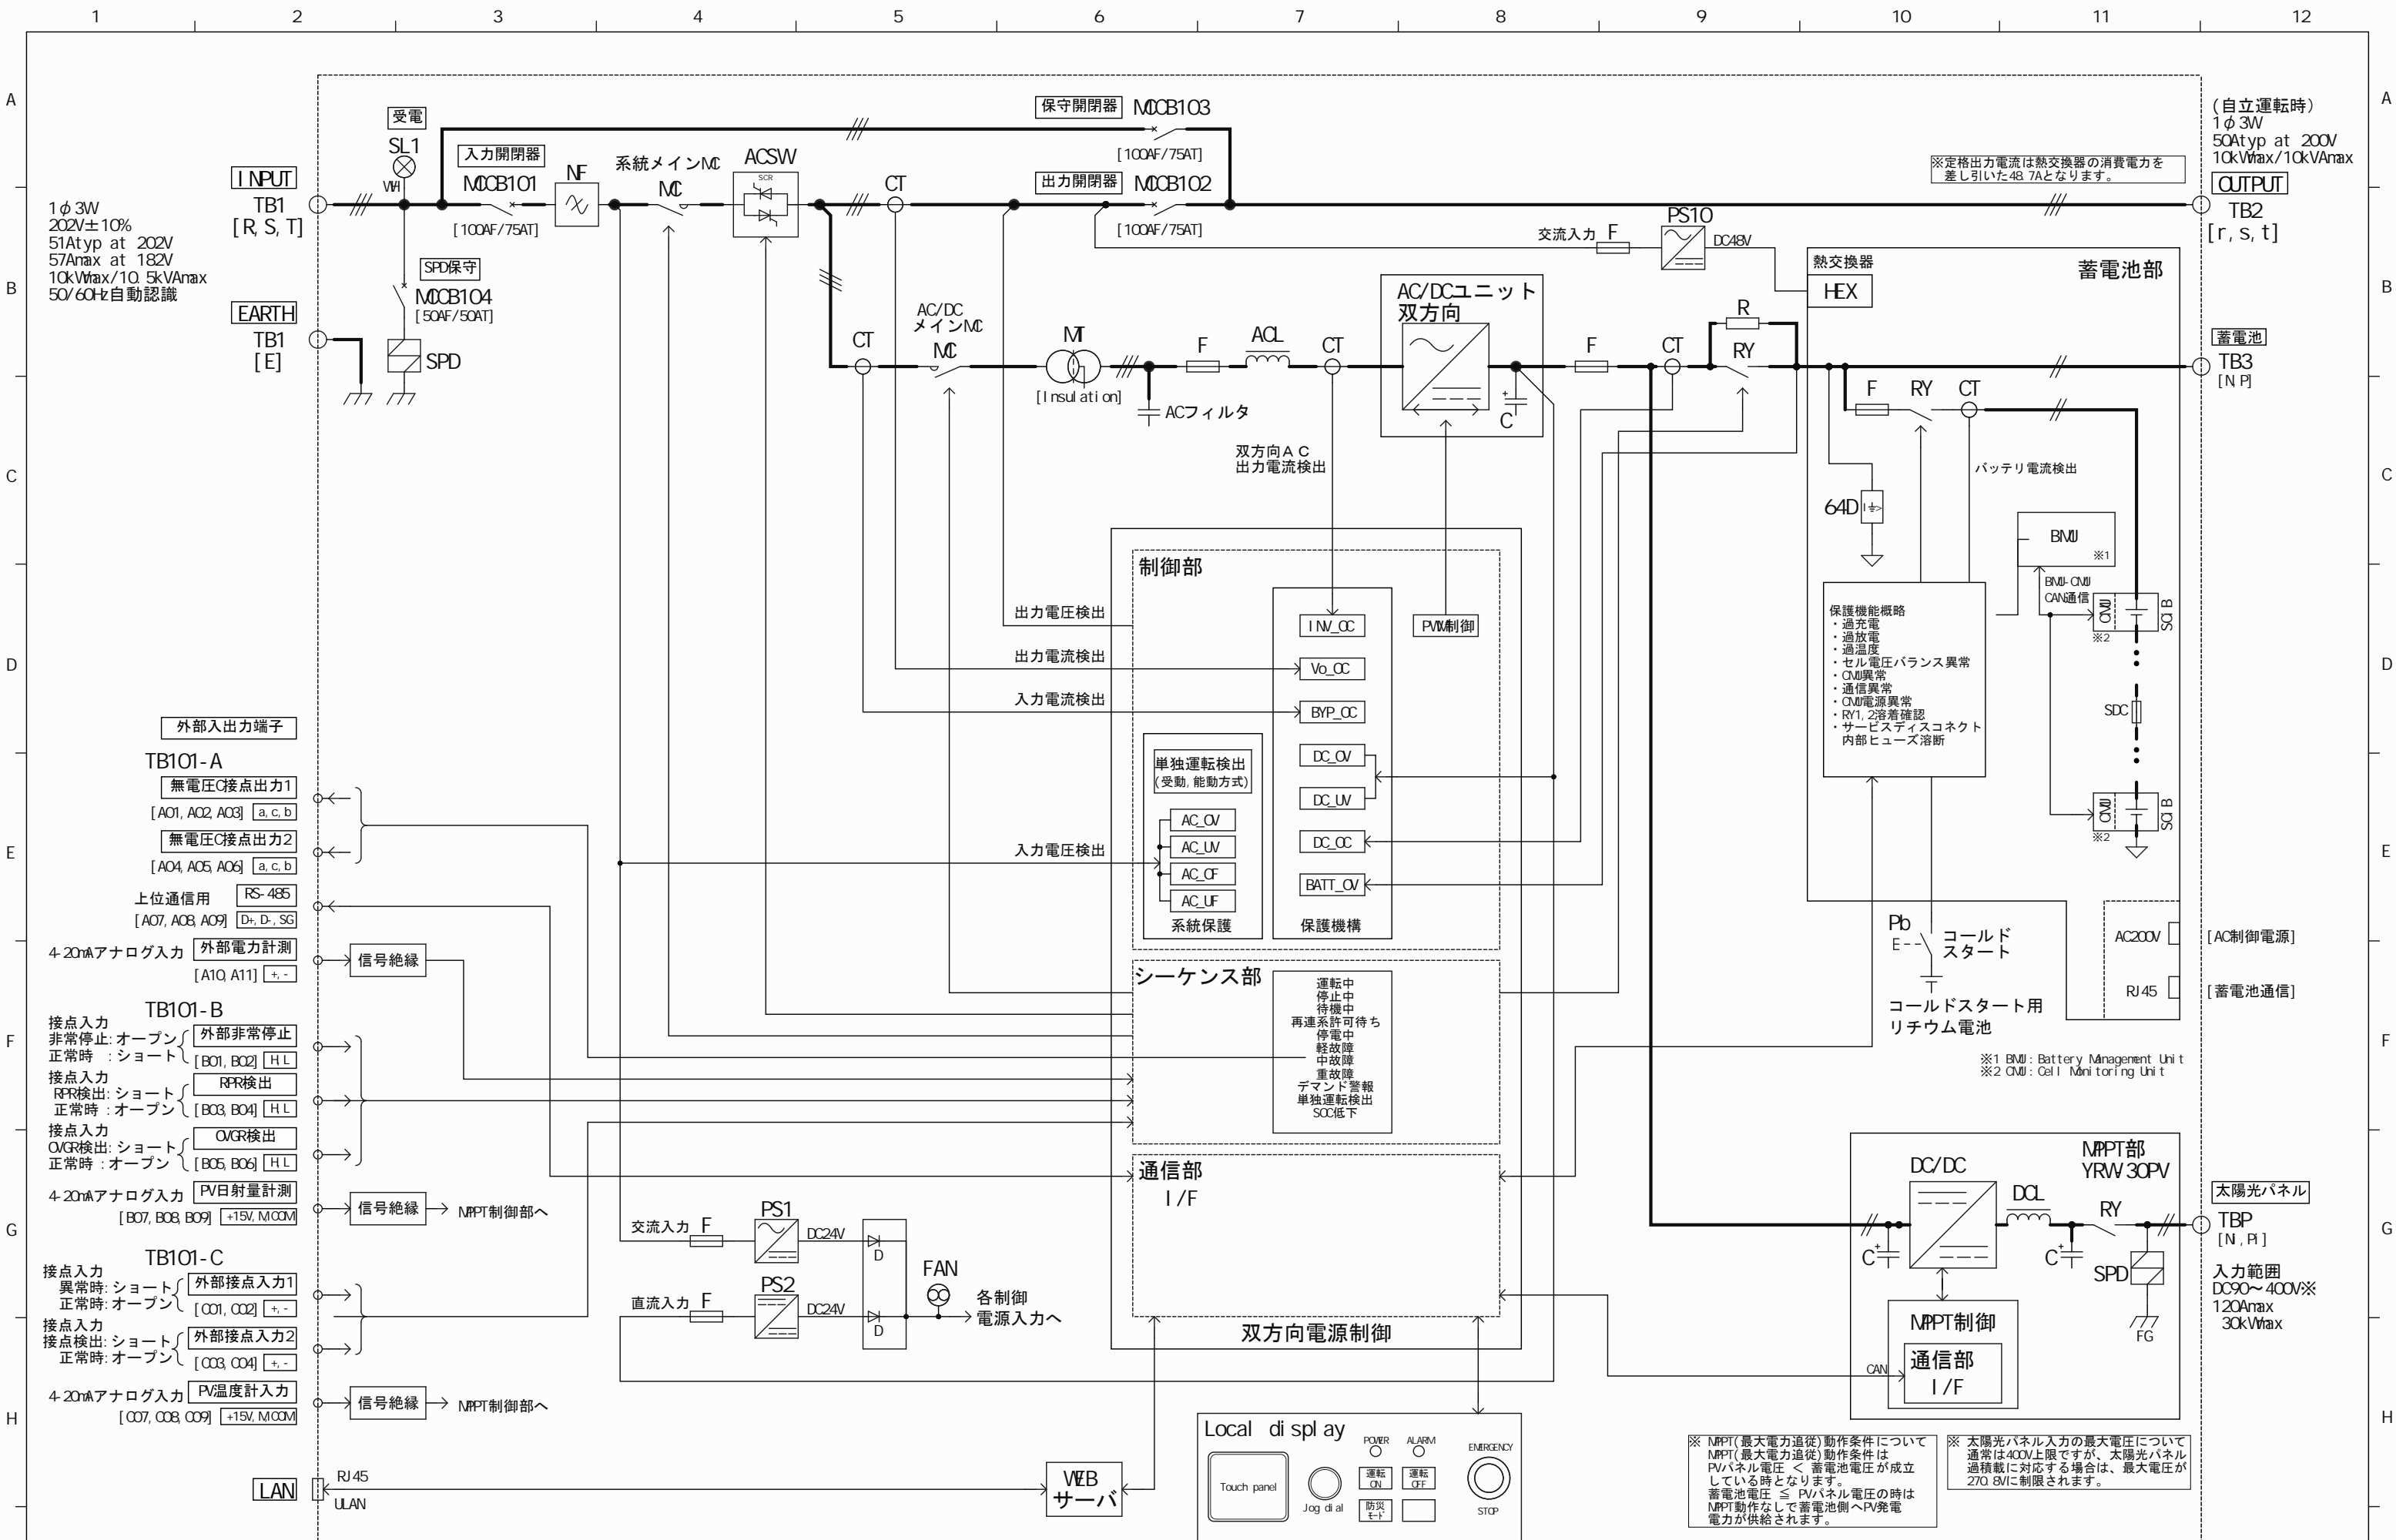 1 2 3 4 5 6 7 8 9 10 11 12
A
A
B
B
C
C
D
D
E
E
F
F
G
G
H
H
受電
SL1
WH
INPUT
TB1
[R,S,T]
1φ3W
202V±10%
51Atyp at 202V
57Amax at 182V
10kWmax/10.5kVAmax
50/60Hz自動認識
EARTH
TB1
[E]
SPD保守
MCCB104
[50AF/50AT]
SPD
入力開閉器
MCCB101
[100AF/75AT]
NF
系統メインMC
MC
ACSW
SCR
CT
保守開閉器 MCCB103
[100AF/75AT]
出力開閉器 MCCB102
[100AF/75AT]
※定格出力電流は熱交換器の消費電力を
差し引いた48.7Aとなります。
(自立運転時)
1φ3W
50Atyp at 200V
10kWmax/10kVAmax
OUTPUT
TB2
[r,s,t]
交流入力 F
PS10
DC48V
熱交換器
HEX
蓄電池部
CT
AC/DC
メインMC
MC
MT
[Insulation]
ACフィルタ
F
ACL
CT
AC/DCユニット
双方向
C
F
CT
R
RY
蓄電池
TB3
[N,P]
F
RY
CT
双方向AC
出力電流検出
バッテリ電流検出
64D
I
BMU
※1
BMU-CMU
CAN通信
CMU
SCiB
※2
SDC
CMU
SCiB
※2
保護機能概略
・過充電
・過放電
・過温度
・セル電圧バランス異常
・CMU異常
・通信異常
・CMU電源異常
・RY1,2溶着確認
・サービスディスコネクト
内部ヒューズ溶断
制御部
出力電圧検出
出力電流検出
入力電流検出
入力電圧検出
INV_OC
PWM制御
Vo_OC
BYP_OC
DC_OV
DC_UV
DC_OC
BATT_OV
保護機構
単独運転検出
(受動,能動方式)
AC_OV
AC_UV
AC_OF
AC_UF
系統保護
シーケンス部
運転中
停止中
待機中
再連系許可待ち
停電中
軽故障
中故障
重故障
デマンド警報
単独運転検出
SOC低下
通信部
I/F
双方向電源制御
Pb
E
コールド
スタート
コールドスタート用
リチウム電池
AC200V
[AC制御電源]
RJ45
[蓄電池通信]
※1 BMU:Battery Management Unit
※2 CMU:Cell Monitoring Unit
外部入出力端子
TB101-A
無電圧C接点出力1
[A01,A02,A03] a,c,b
無電圧C接点出力2
[A04,A05,A06] a,c,b
上位通信用 RS-485
[A07,A08,A09] D+,D-,SG
4-20mAアナログ入力 外部電力計測
[A10,A11] +,-
信号絶縁
TB101-B
接点入力
非常停止:オープン
正常時 :ショート
外部非常停止
[B01,B02] H,L
接点入力
RPR検出:ショート
正常時 :オープン
RPR検出
[B03,B04] H,L
接点入力
OVGR検出:ショート
正常時 :オープン
OVGR検出
[B05,B06] H,L
4-20mAアナログ入力 PV日射量計測
[B07,B08,B09] +15V,M,COM
信号絶縁
MPPT制御部へ
TB101-C
接点入力
異常時:ショート
正常時:オープン
外部接点入力1
[C01,C02] +,-
接点入力
接点検出:ショート
正常時:オープン
外部接点入力2
[C03,C04] +,-
4-20mAアナログ入力 PV温度計入力
[C07,C08,C09] +15V,M,COM
信号絶縁
MPPT制御部へ
LAN
RJ45
ULAN
交流入力 F
PS1
DC24V
D
直流入力 F
PS2
DC24V
D
FAN
各制御
電源入力へ
WEB
サーバ
Local display
Touch panel
Jog dial
POWER
ALARM
運転
ON
運転
OFF
防災
モード
EMERGENCY
STOP
MPPT部
YRW-30PV
DC/DC
DCL
RY
C
C
SPD
FG
MPPT制御
通信部
I/F
CAN
太陽光パネル
TBP
[Ni,Pi]
入力範囲
DC90～400V※
120Amax
30kWmax
※ MPPT(最大電力追従)動作条件について
MPPT(最大電力追従)動作条件は
PVパネル電圧 < 蓄電池電圧が成立
している時となります。
蓄電池電圧 ≦ PVパネル電圧の時は
MPPT動作なしで蓄電池側へPV発電
電力が供給されます。
※ 太陽光パネル入力の最大電圧について
通常は400V上限ですが、太陽光パネル
過積載に対応する場合は、最大電圧が
270.8Vに制限されます。